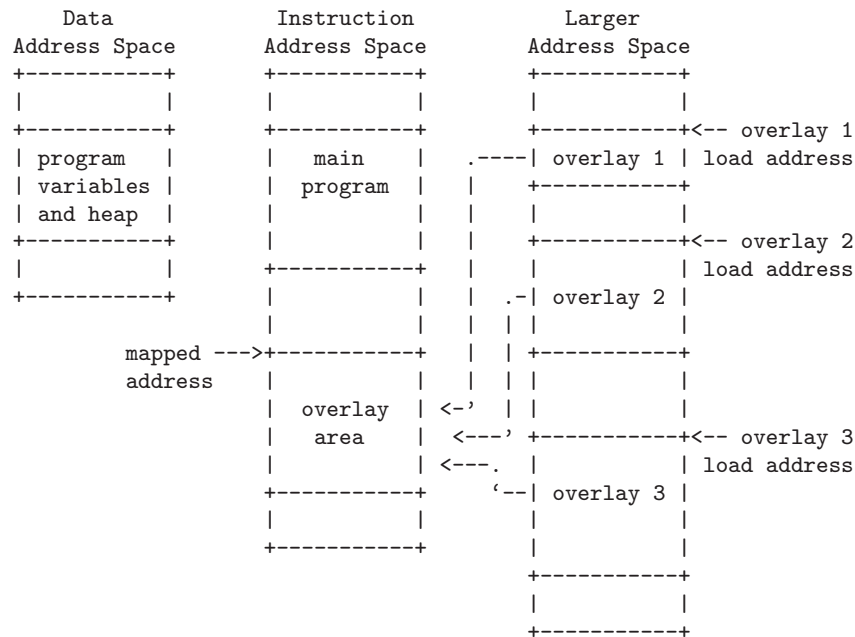 Data             Instruction           Larger
Address Space       Address Space        Address Space
+-----------+       +-----------+        +-----------+
|           |       |           |        |           |
+-----------+       +-----------+        +-----------+<-- overlay 1
| program   |       |   main    |   .----| overlay 1 | load address
| variables |       |  program  |   |    +-----------+
| and heap  |       |           |   |    |           |
+-----------+       |           |   |    +-----------+<-- overlay 2
|           |       +-----------+   |    |           | load address
+-----------+       |           |   |  .-| overlay 2 |
                    |           |   |  | |           |
         mapped --->+-----------+   |  | +-----------+
         address    |           |   |  | |           |
                    |  overlay  | <-'  | |           |
                    |   area    |  <---' +-----------+<-- overlay 3
                    |           | <---.  |           | load address
                    +-----------+     ‘--| overlay 3 |
                    |           |        |           |
                    +-----------+        |           |
                                         +-----------+
                                         |           |
                                         +-----------+